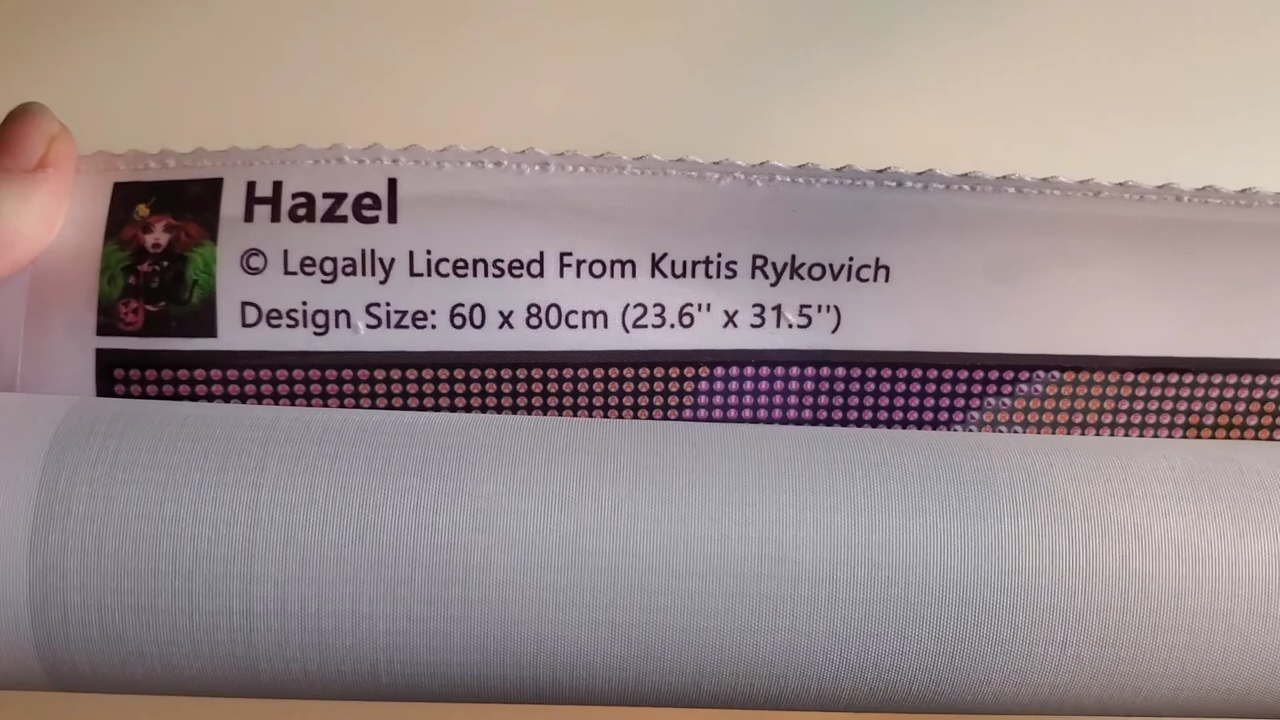 Hazel
© Legally Licensed From Kurtis Rykovich
Design Size: 60 x 80cm (23.6'' x 31.5'')